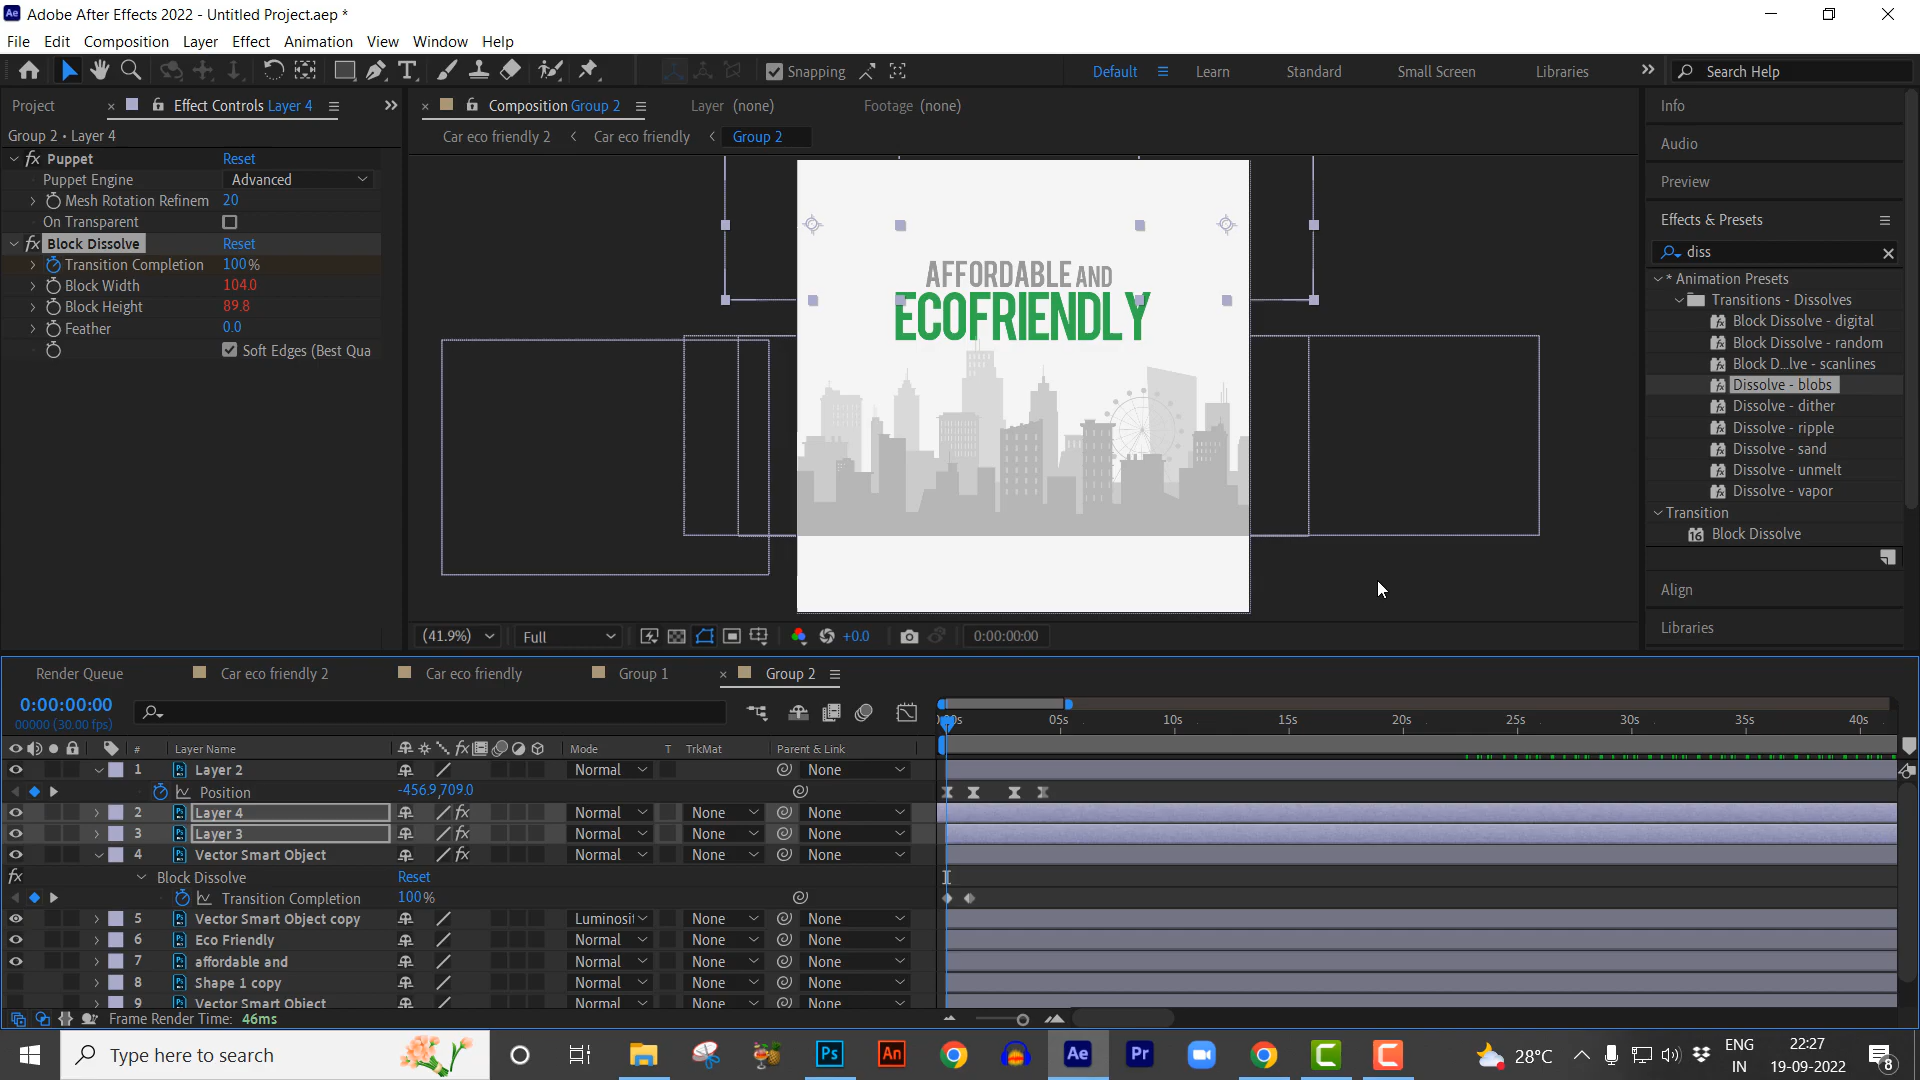 Adobe After Effects 2022 - Untitled Project.aep *
File Edit Composition Layer Effect Animation View Window Help
Snapping Default Learn Standard Small Screen Libraries Search Help
Project Effect Controls Layer 4
Composition Group 2 Layer (none) Footage (none)
Info
Group 2 • Layer 4
Car eco friendly 2 Car eco friendly Group 2
Audio
Preview
Effects & Presets
fx Puppet Reset
Puppet Engine Advanced
Mesh Rotation Refinem 20
On Transparent
fx Block Dissolve Reset
Transition Completion 100%
Block Width 104.0
Block Height 89.8
Feather 0.0
Soft Edges (Best Qua
AFFORDABLE AND
ECOFRIENDLY
diss
* Animation Presets
Transitions - Dissolves
Block Dissolve - digital
Block Dissolve - random
Block D...lve - scanlines
Dissolve - blobs
Dissolve - dither
Dissolve - ripple
Dissolve - sand
Dissolve - unmelt
Dissolve - vapor
Transition
Block Dissolve
Align
Libraries
(41.9%) Full +0.0 0:00:00:00
Render Queue Car eco friendly 2 Car eco friendly Group 1 Group 2
0:00:00:00
00000 (30.00 fps)
05s 10s 15s 20s 25s 30s 35s 40s
# Layer Name fx Mode T TrkMat Parent & Link
1 Layer 2 Normal None
Position -456.9,709.0
2 Layer 4 fx Normal None None
3 Layer 3 fx Normal None None
4 Vector Smart Object fx Normal None None
fx Block Dissolve Reset
Transition Completion 100%
5 Vector Smart Object copy Luminosit None None
6 Eco Friendly Normal None None
7 affordable and Normal None None
8 Shape 1 copy Normal None None
9 Vector Smart Object Normal None None
Frame Render Time: 46ms
Type here to search
Ps An Ae Pr
28°C
ENG
IN
22:27
19-09-2022
8